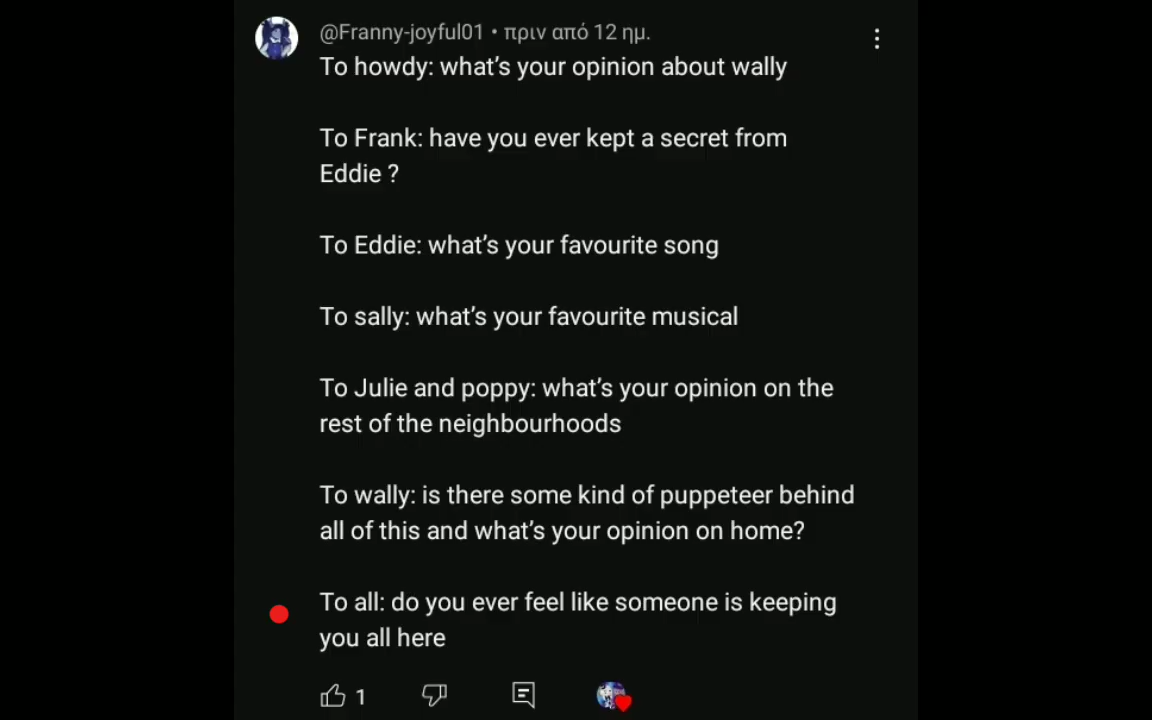 @Franny-joyful01 • πριν από 12 ημ.
To howdy: what's your opinion about wally
To Frank: have you ever kept a secret from
Eddie ?
To Eddie: what's your favourite song
To sally: what's your favourite musical
To Julie and poppy: what's your opinion on the
rest of the neighbourhoods
To wally: is there some kind of puppeteer behind
all of this and what's your opinion on home?
To all: do you ever feel like someone is keeping
you all here
1